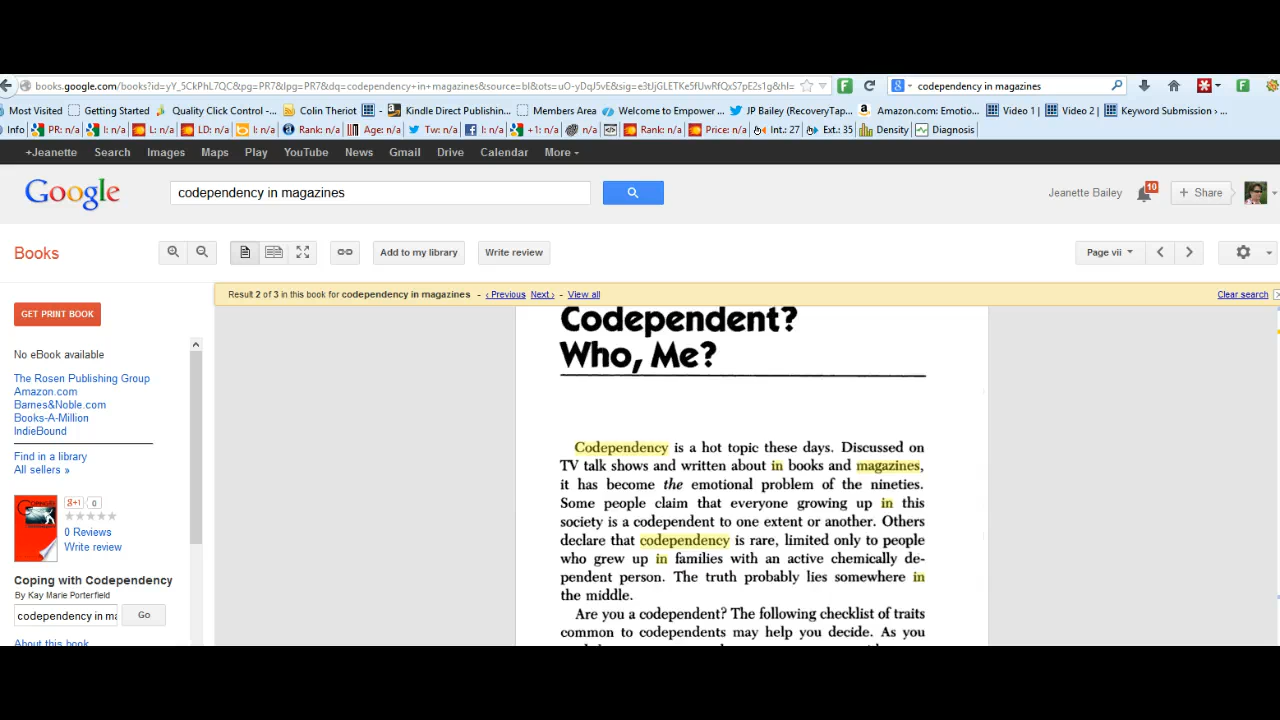 books.google.com/books?id=yY_5CkPhL7QC&pg=PR7&lpg=PR7&dq=codependency+in+magazines&source=bl&ots=uO-yDqJ5vE&sig=e3tUjGLETKe5fUwRfQxS7pE2s1g&hl=
codependency in magazines
Most Visited Getting Started Quality Click Control -... Colin Theriot Kindle Direct Publishing... Members Area Welcome to Empower ... JP Bailey (RecoveryTap... Amazon.com: Emotio... Video 1 Video 2 Keyword Submission ›...
Info PR: n/a I: n/a L: n/a LD: n/a I: n/a Rank: n/a Age: n/a Tw: n/a I: n/a +1: n/a n/a Rank: n/a Price: n/a Int.: 27 Ext.: 35 Density Diagnosis
+Jeanette Search Images Maps Play YouTube News Gmail Drive Calendar More
Google codependency in magazines Jeanette Bailey 10 + Share
Books Add to my library Write review Page vii
Result 2 of 3 in this book for codependency in magazines - ‹ Previous Next › - View all Clear search
GET PRINT BOOK
No eBook available
The Rosen Publishing Group
Amazon.com
Barnes&Noble.com
Books-A-Million
IndieBound
Find in a library
All sellers »
g+1 0
0 Reviews
Write review
Coping with Codependency
By Kay Marie Porterfield
codependency in ma Go
About this book
Codependent?
Who, Me?
Codependency is a hot topic these days. Discussed on
TV talk shows and written about in books and magazines,
it has become the emotional problem of the nineties.
Some people claim that everyone growing up in this
society is a codependent to one extent or another. Others
declare that codependency is rare, limited only to people
who grew up in families with an active chemically de-
pendent person. The truth probably lies somewhere in
the middle.
Are you a codependent? The following checklist of traits
common to codependents may help you decide. As you